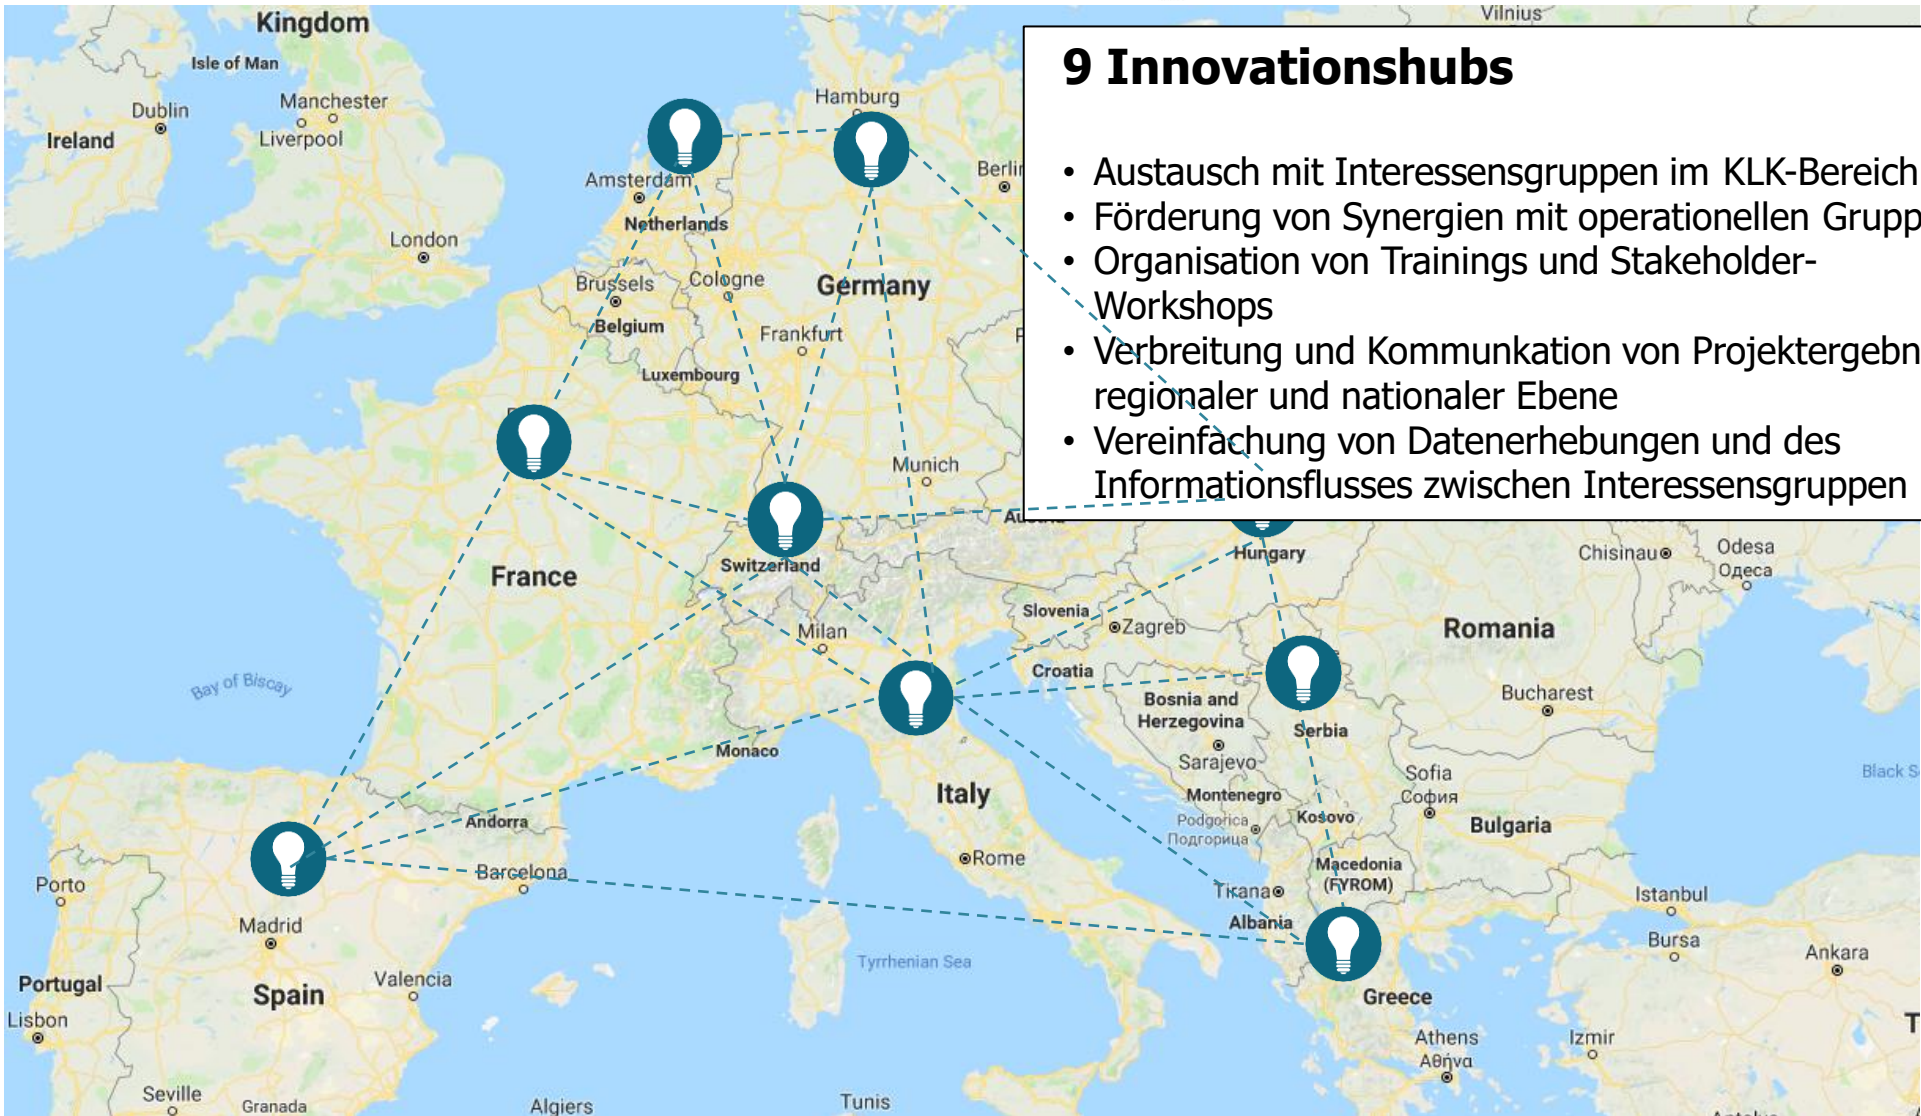 9 Innovationshubs
• Austausch mit Interessensgruppen im KLK-Bereich
• Förderung von Synergien mit operationellen Grupp
• Organisation von Trainings und Stakeholder-
Workshops
• Verbreitung und Kommunkation von Projektergebn
regionaler und nationaler Ebene
• Vereinfachung von Datenerhebungen und des
Informationsflusses zwischen Interessensgruppen
Vilnius
Kingdom
Isle of Man
Dublin
Manchester
Ireland
Liverpool
Hamburg
Berlin
Amsterdam
Netherlands
London
Brussels
Cologne
Germany
Belgium
Frankfurt
Luxembourg
Munich
Austria
Switzerland
France
Hungary
Chisinau
Odesa
Одеса
Slovenia
Zagreb
Milan
Romania
Croatia
Bay of Biscay
Bosnia and
Herzegovina
Bucharest
Serbia
Monaco
Sarajevo
Sofia
София
Black S
Italy
Montenegro
Podgorica
Подгорица
Kosovo
Bulgaria
Andorra
Rome
Barcelona
Macedonia
(FYROM)
Tirana
Porto
Istanbul
Albania
Madrid
Bursa
Ankara
Tyrrhenian Sea
Valencia
Portugal
Spain
Greece
Lisbon
Athens
Αθήνα
Izmir
T
Seville
Granada
Algiers
Tunis